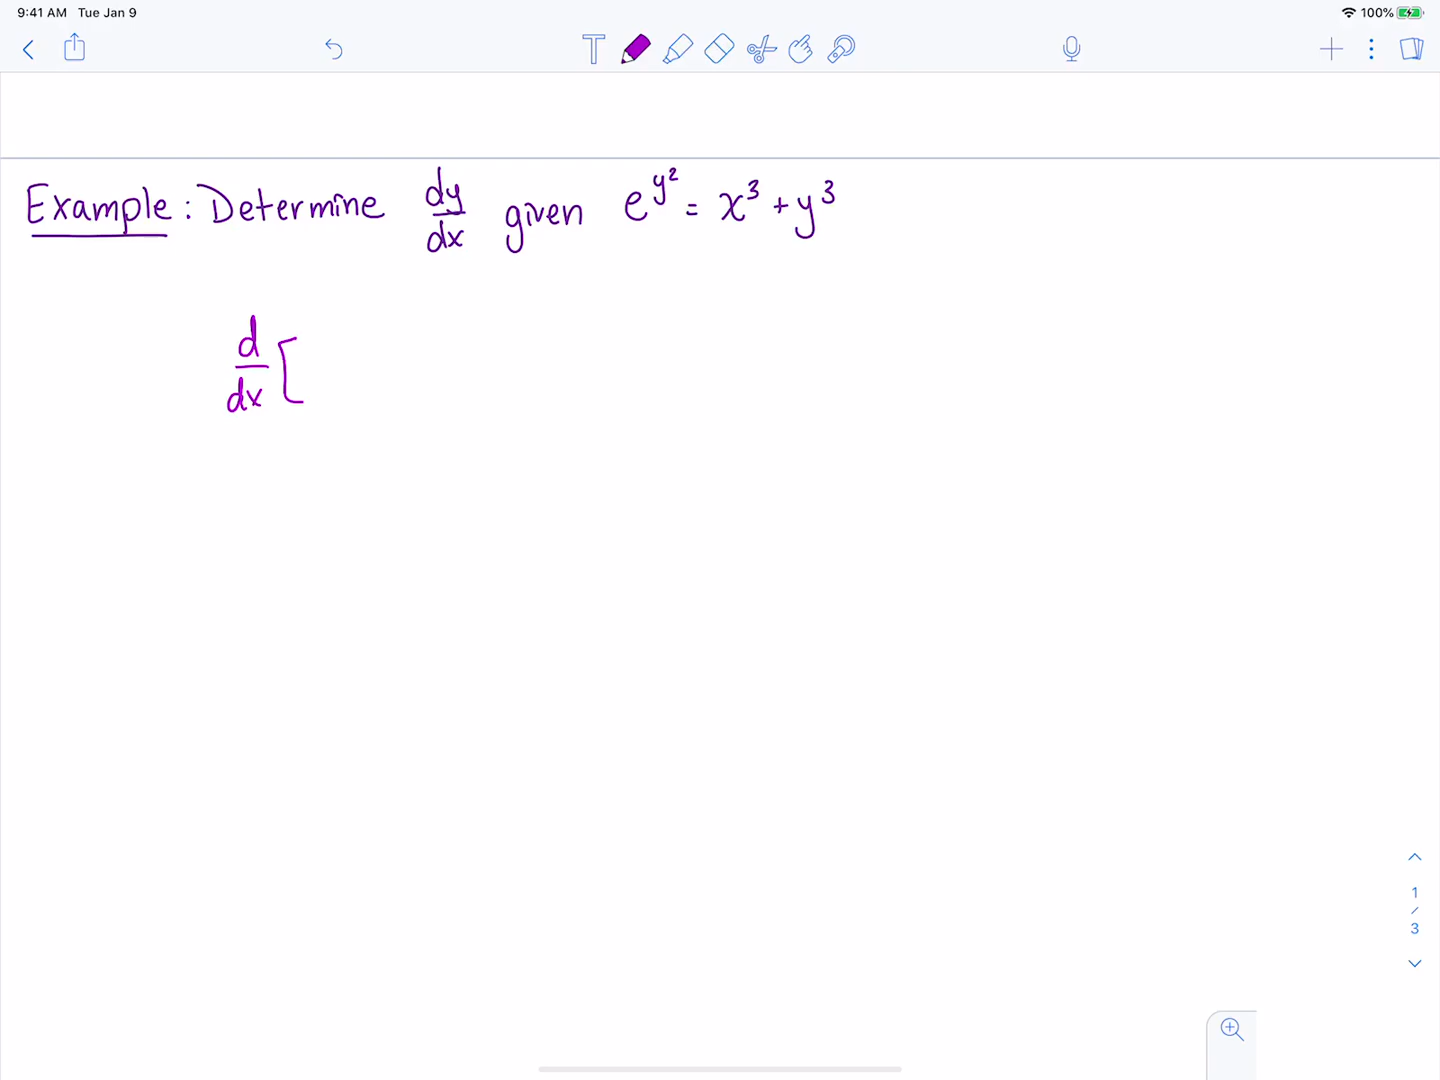 9:41 AM Tue Jan 9 100%
T
Example: Determine dy/dx given e^y² = x³ + y³
d/dx [
1
/
3